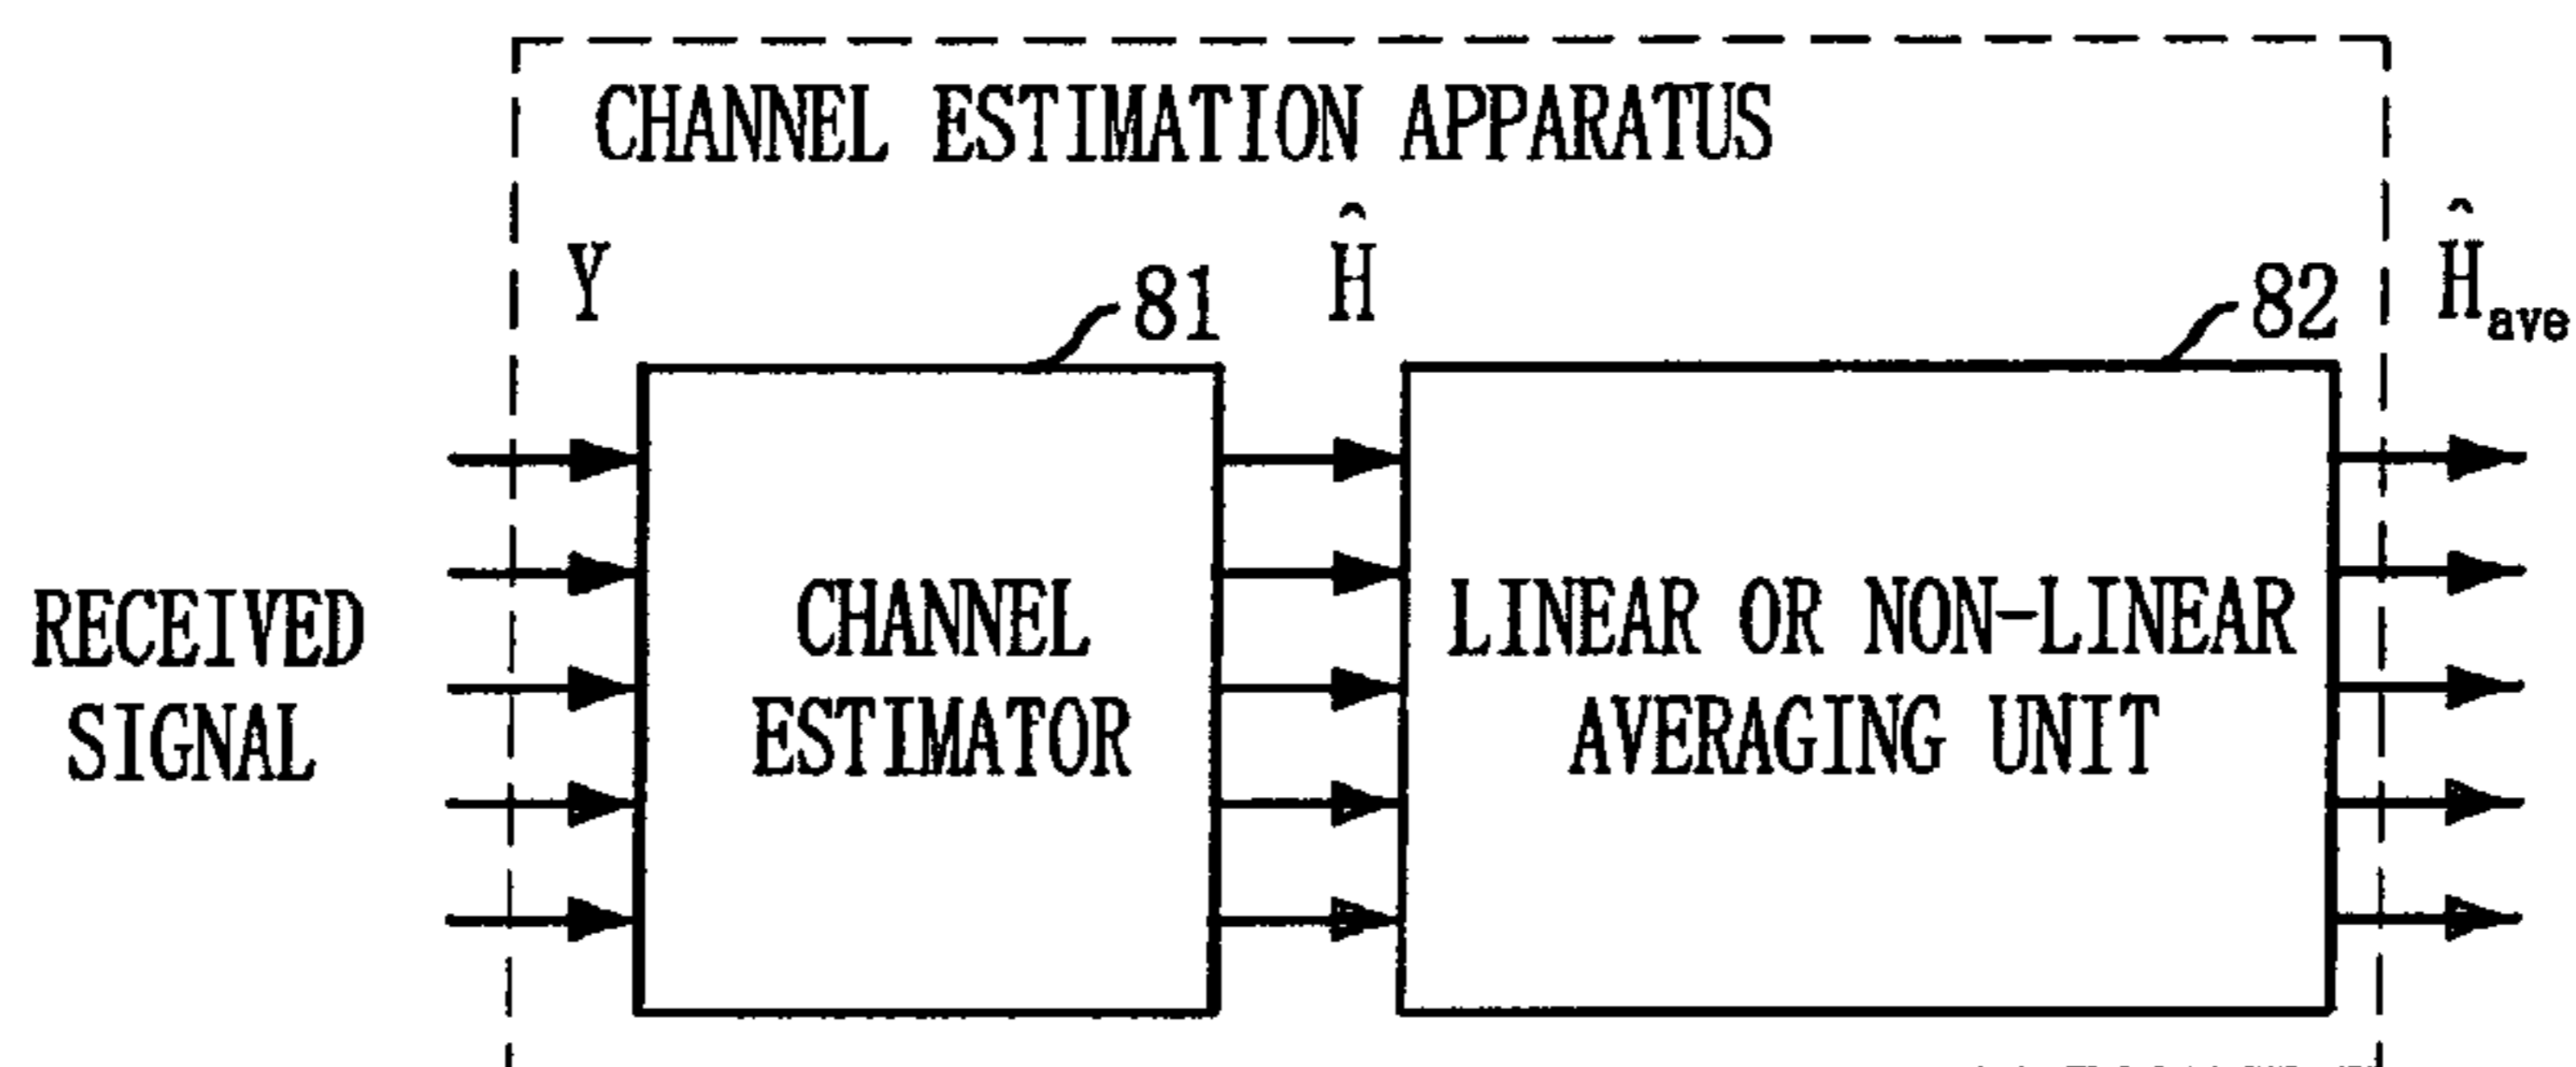 CHANNEL ESTIMATION APPARATUS
Y
81
Ĥ
82
Ĥave
RECEIVED
SIGNAL
CHANNEL
ESTIMATOR
LINEAR OR NON-LINEAR
AVERAGING UNIT